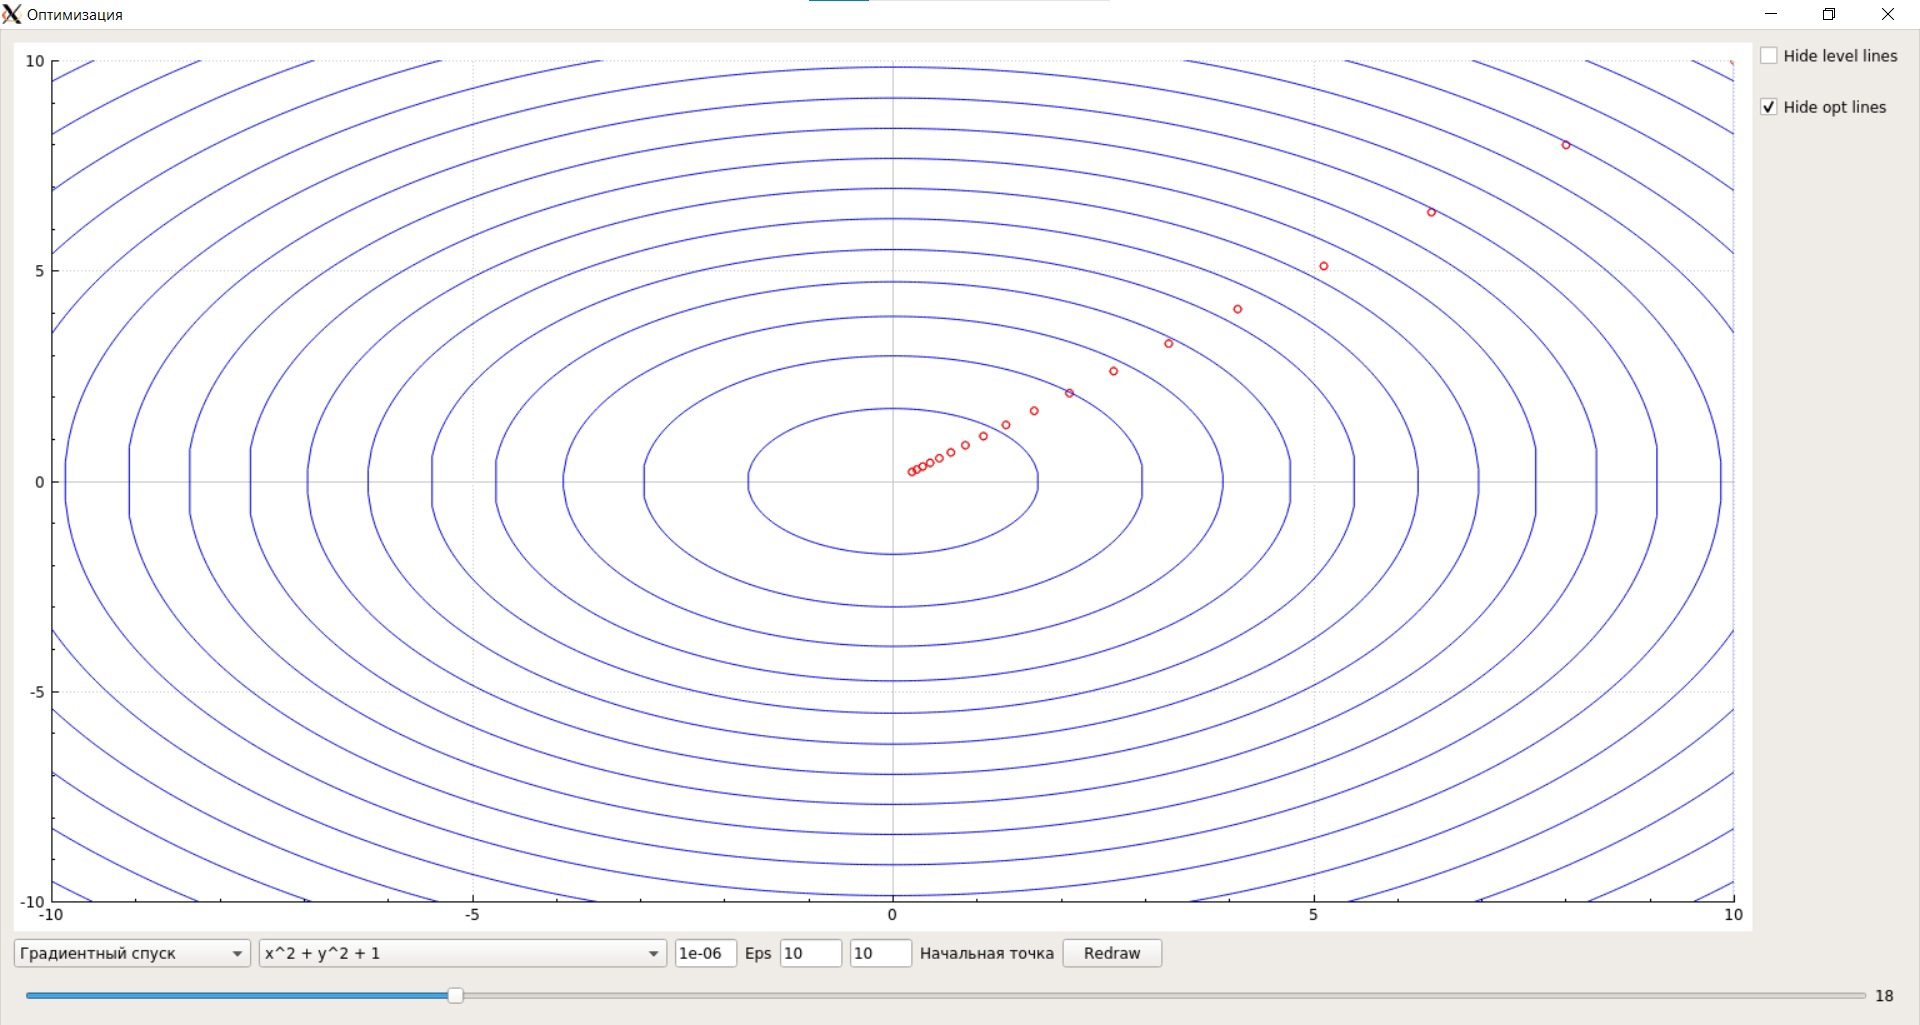 Оптимизация
Hide level lines
Hide opt lines
10
5
0
-5
-10
-10 -5 0 5 10
Градиентный спуск x^2 + y^2 + 1 1e-06 Eps 10 10 Начальная точка Redraw
18